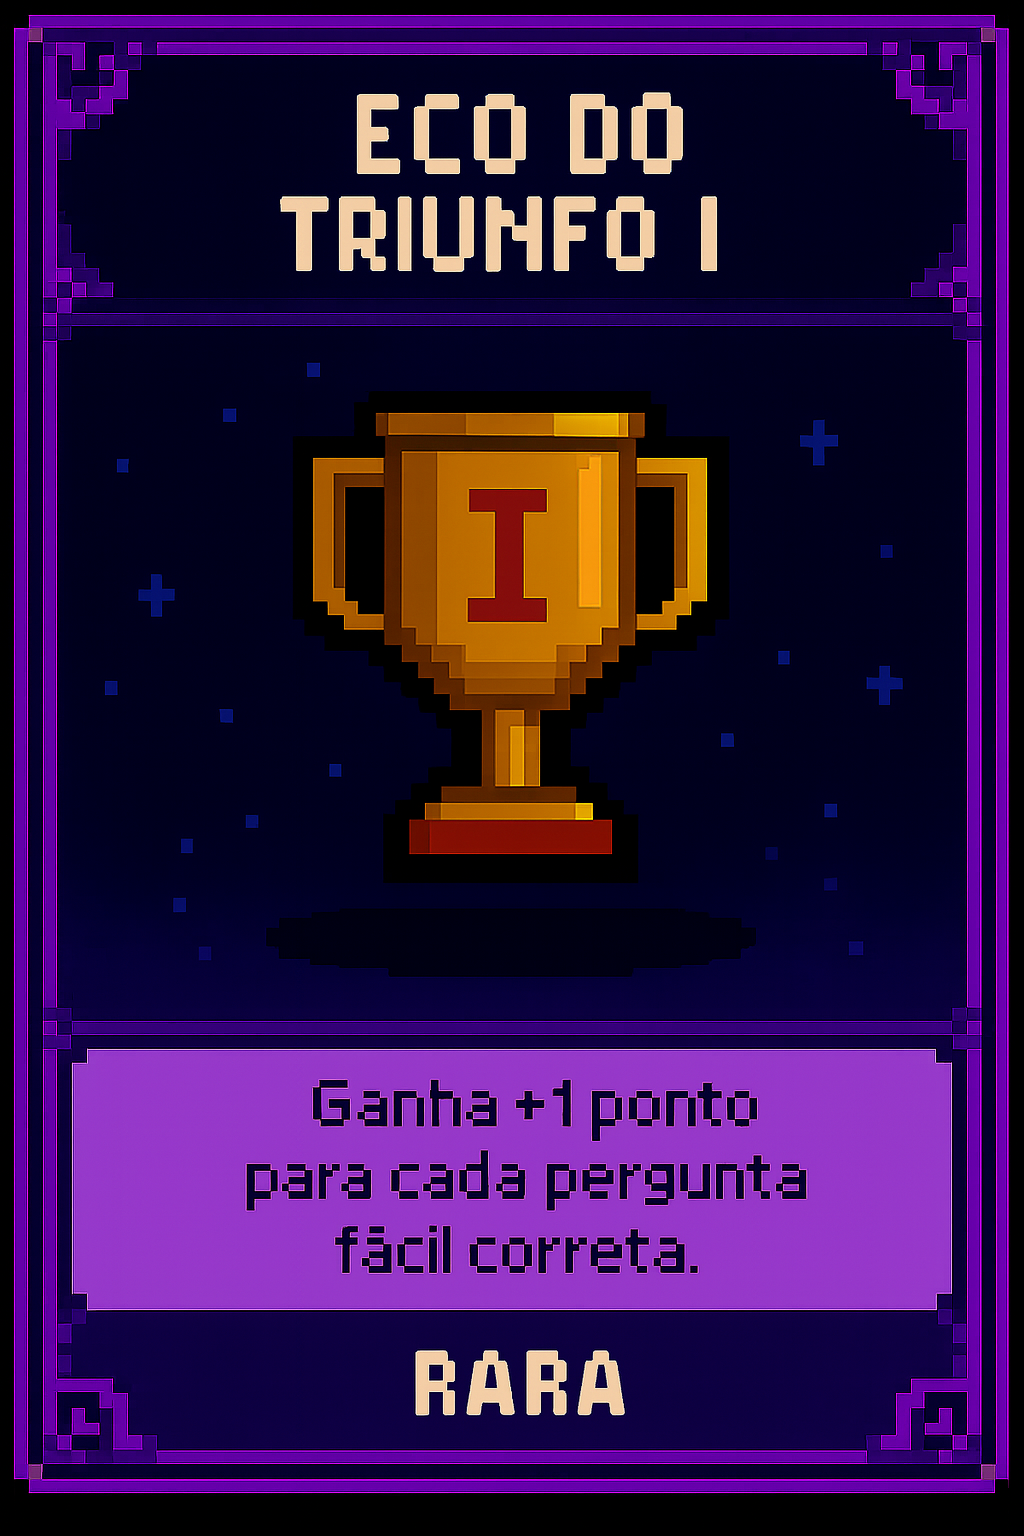 ECO DO
TRIUNFO I
I
Ganha +1 ponto
para cada pergunta
fácil correta.
RARA